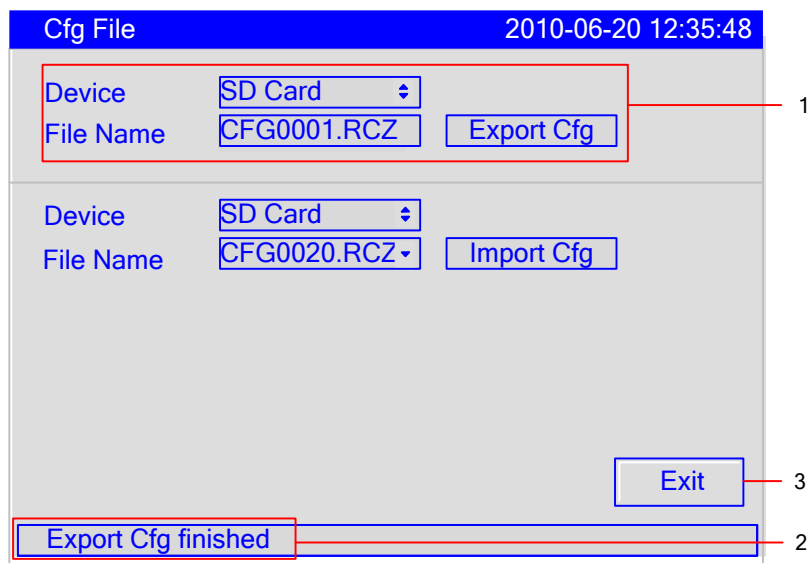 Cfg File 2010-06-20 12:35:48
Device SD Card
1
File Name CFG0001.RCZ Export Cfg
Device SD Card
File Name CFG0020.RCZ Import Cfg
Exit 3
Export Cfg finished 2